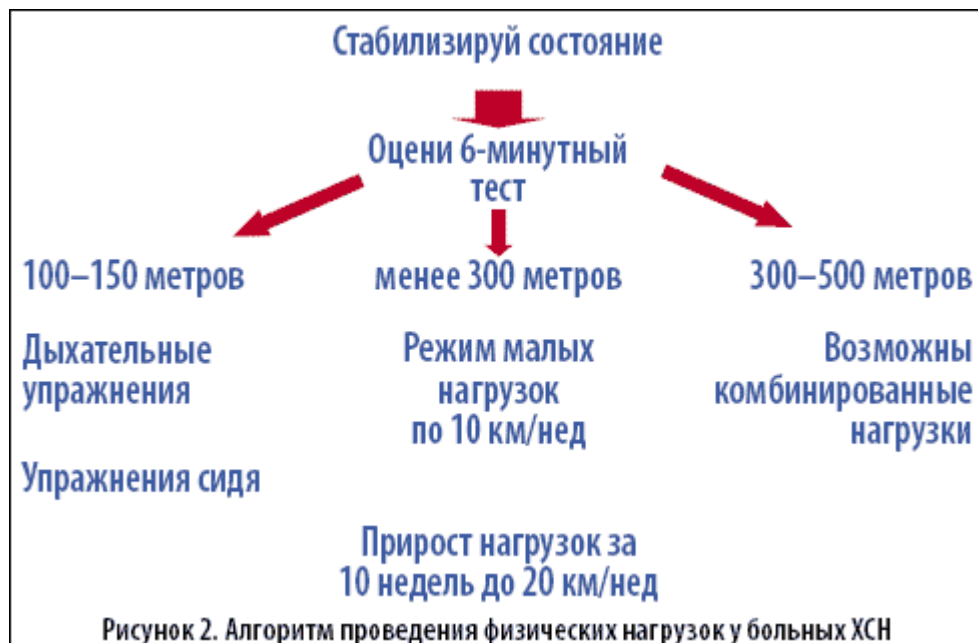 Стабилизируй состояние
Оцени 6-минутный
тест
100–150 метров
Дыхательные
упражнения
Упражнения сидя
менее 300 метров
Режим малых
нагрузок
по 10 км/нед
Прирост нагрузок за
10 недель до 20 км/нед
300–500 метров
Возможны
комбинированные
нагрузки
Рисунок 2. Алгоритм проведения физических нагрузок у больных ХСН